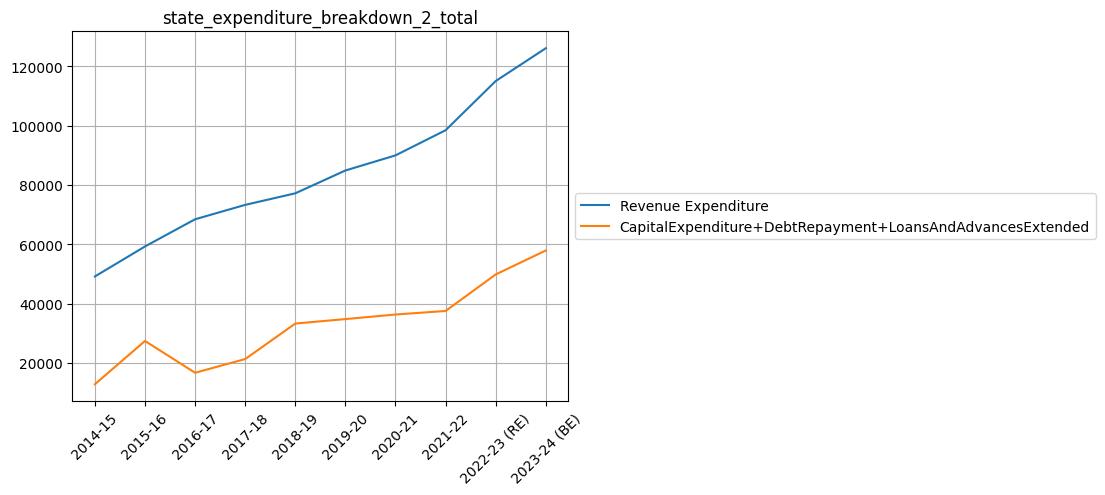 state_expenditure_breakdown_2_total
120000
100000
80000
60000
40000
20000
2014-15
2015-16
2016-17
2017-18
2018-19
2019-20
2020-21
2021-22
2022-23 (RE)
2023-24 (BE)
Revenue Expenditure
CapitalExpenditure+DebtRepayment+LoansAndAdvancesExtended